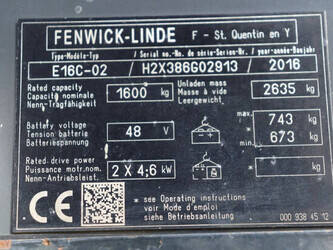 FENWICK-LINDE F - St. Quentin en Y
Type-Modèle-Typ / Serial no.-No. de série-Serien-Nr. / year-année-Baujahr
E16C-02 / H2X386G02913 / 2016
Rated capacity
Capacité nominale
Nenn-Tragfähigkeit
1600 kg
Unladen mass
Masse à vide
Leergewicht
2635 kg
Battery voltage
Tension batterie
Batteriespannung
48 V
max 743 kg
min 673 kg
Rated drive power
Puissance motr.nom.
Nenn-Antriebsleist.
2 X 4;6 kW
* see Operating instructions
voir Mode d'emploi
siehe Betriebsanleitung
CE
000 938 45 12